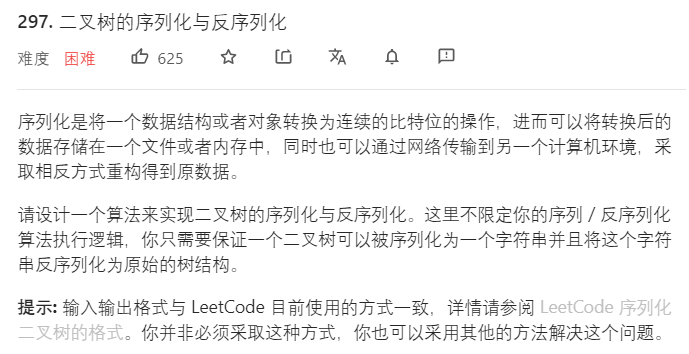 297. 二叉树的序列化与反序列化
难度 困难 625
序列化是将一个数据结构或者对象转换为连续的比特位的操作，进而可以将转换后的
数据存储在一个文件或者内存中，同时也可以通过网络传输到另一个计算机环境，采
取相反方式重构得到原数据。
请设计一个算法来实现二叉树的序列化与反序列化。这里不限定你的序列 / 反序列化
算法执行逻辑，你只需要保证一个二叉树可以被序列化为一个字符串并且将这个字符
串反序列化为原始的树结构。
提示: 输入输出格式与 LeetCode 目前使用的方式一致，详情请参阅 LeetCode 序列化
二叉树的格式。你并非必须采取这种方式，你也可以采用其他的方法解决这个问题。